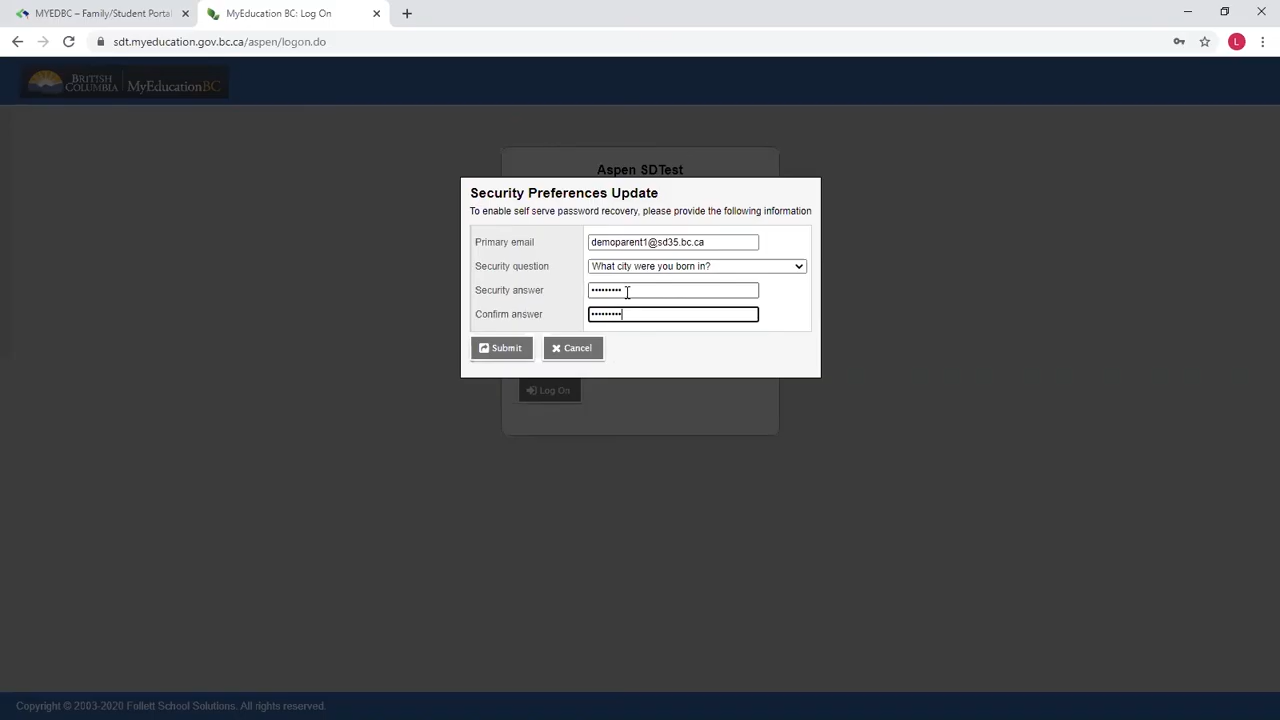 MYEDBC – Family/Student Portal
MyEducation BC: Log On
sdt.myeducation.gov.bc.ca/aspen/logon.do
L
BRITISH
COLUMBIA
MyEducationBC
Aspen SDTest
Security Preferences Update
To enable self serve password recovery, please provide the following information
Primary email
demoparent1@sd35.bc.ca
Security question
What city were you born in?
Security answer
•••••••••
Confirm answer
•••••••••
Submit
Cancel
Log On
Copyright © 2003-2020 Follett School Solutions. All rights reserved.